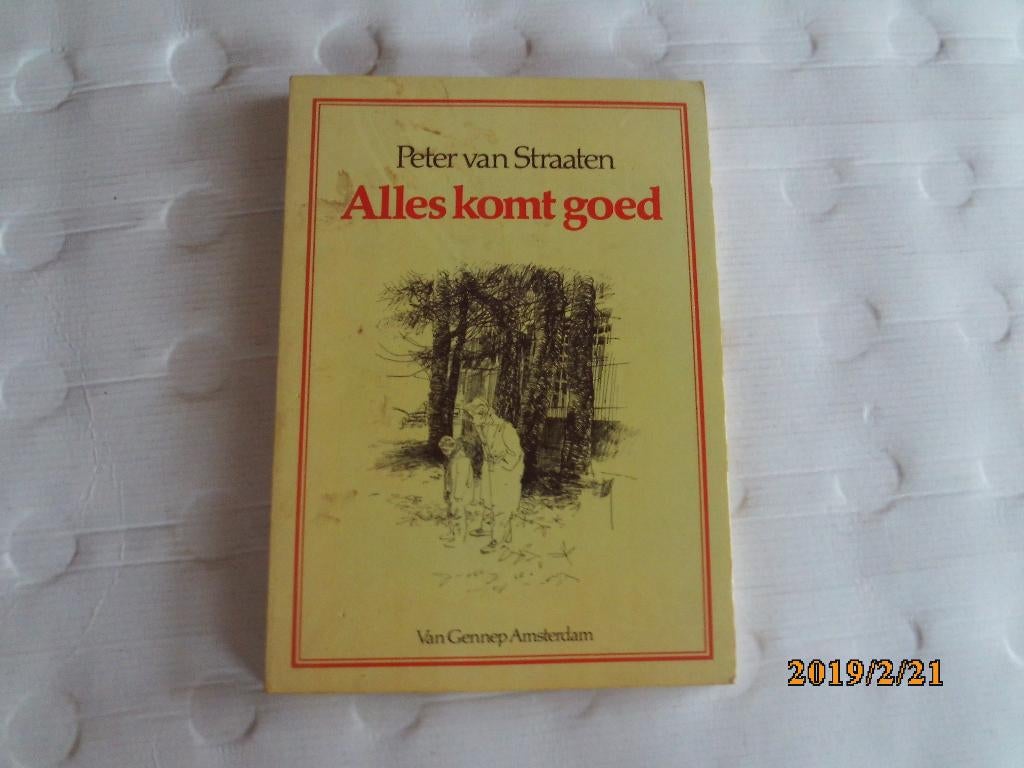 Peter van Straaten
Alles komt goed
Van Gennep Amsterdam
2019/2/21